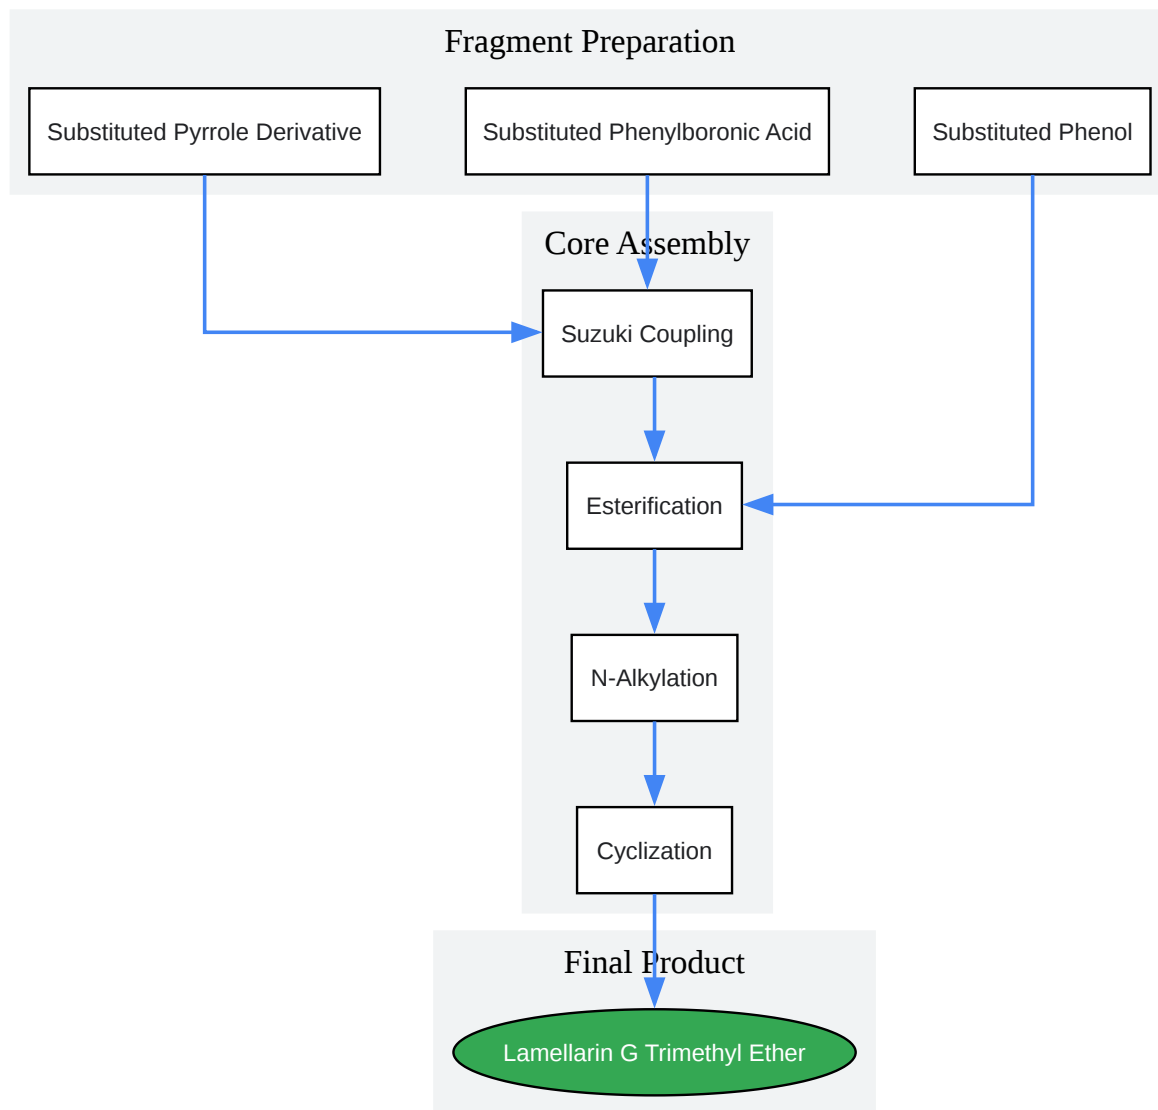 Fragment Preparation
Substituted Pyrrole Derivative
Substituted Phenylboronic Acid
Substituted Phenol
Core Assembly
Suzuki Coupling
Esterification
N-Alkylation
Cyclization
Final Product
Lamellarin G Trimethyl Ether